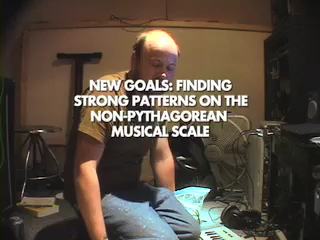 NEW GOALS: FINDING
STRONG PATTERNS ON THE
NON-PYTHAGOREAN
MUSICAL SCALE